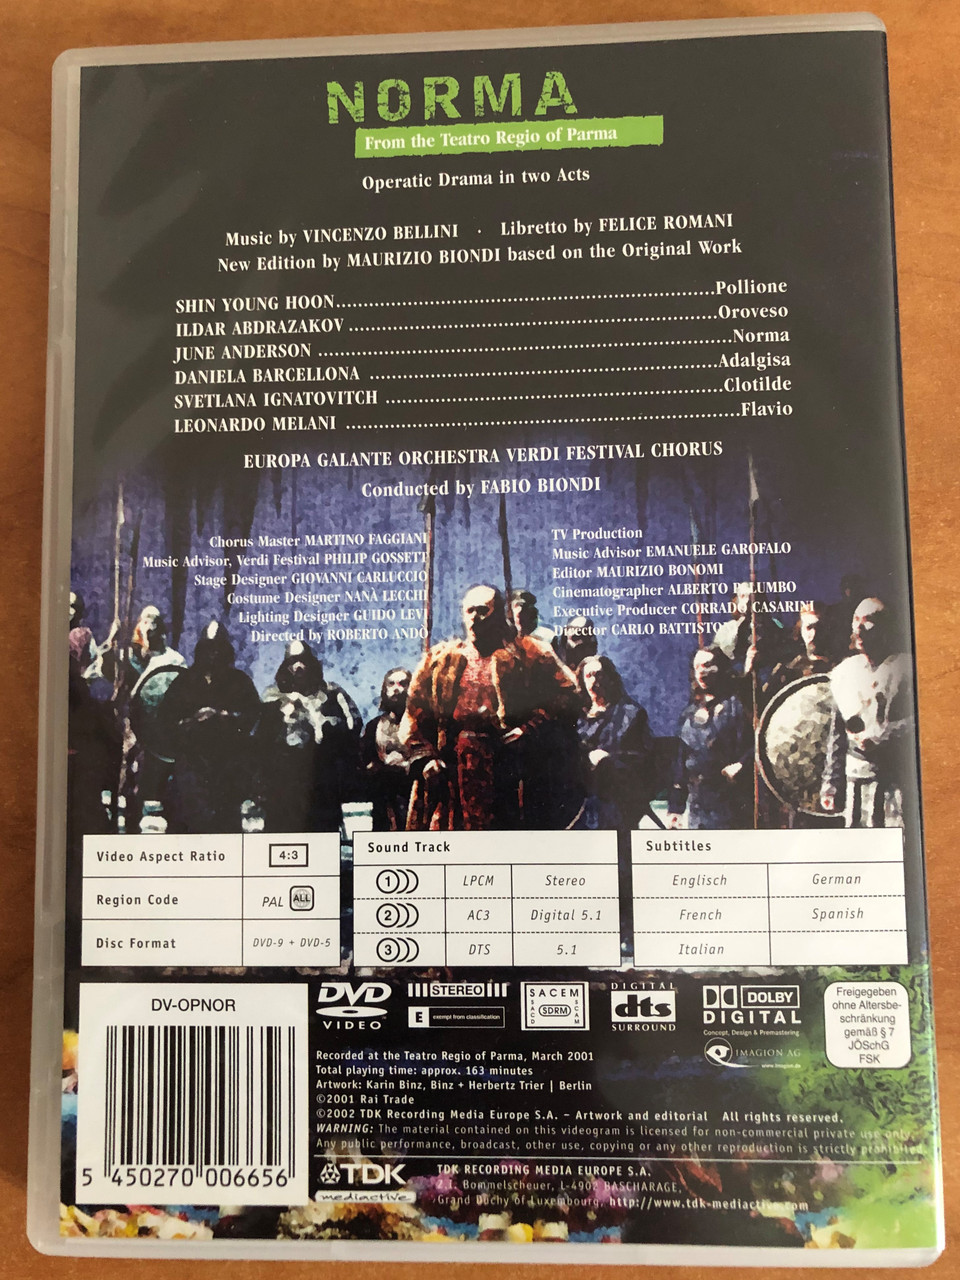 NORMA
From the Teatro Regio of Parma
Operatic Drama in two Acts
Music by VINCENZO BELLINI · Libretto by FELICE ROMANI
New Edition by MAURIZIO BIONDI based on the Original Work
SHIN YOUNG HOON Pollione
ILDAR ABDRAZAKOV Oroveso
JUNE ANDERSON Norma
DANIELA BARCELLONA Adalgisa
SVETLANA IGNATOVITCH Clotilde
LEONARDO MELANI Flavio
EUROPA GALANTE ORCHESTRA VERDI FESTIVAL CHORUS
Conducted by FABIO BIONDI
Chorus Master MARTINO FAGGIANI
Music Advisor, Verdi Festival PHILIP GOSSETT
Stage Designer GIOVANNI CARLUCCIO
Costume Designer NANÀ LECCHI
Lighting Designer GUIDO LEVI
Directed by ROBERTO ANDÒ
TV Production
Music Advisor EMANUELE GAROFALO
Editor MAURIZIO BONOMI
Cinematographer ALBERTO PALUMBO
Executive Producer CORRADO CASARINI
Director CARLO
Video Aspect Ratio 4:3
Region Code PAL ALL
Disc Format DVD-9 + DVD-5
Sound Track
1 LPCM Stereo
2 AC3 Digital 5.1
3 DTS 5.1
Subtitles
Englisch German
French Spanish
Italian
DV-OPNOR
5 450270 006656
DVD
VIDEO
STEREO
E exempt from classification
SACEM
SACD
SDRM
SCAM
DIGITAL
dts
SURROUND
DOLBY
DIGITAL
Concept, Design & Premastering
IMAGION AG
www.imagion.de
Freigegeben
ohne Altersbe-
schränkung
gemäß § 7
JÖSchG
FSK
Recorded at the Teatro Regio of Parma, March 2001
Total playing time: approx. 163 minutes
Artwork: Karin Binz, Binz + Herbertz Trier | Berlin
©2001 Rai Trade
©2002 TDK Recording Media Europe S.A. – Artwork and editorial All rights reserved.
WARNING: The material contained on this videogram is licensed for non-commercial private use only.
Any public performance, broadcast, other use, copying or any other reproduction is strictly prohibited.
TDK
mediactive
TDK RECORDING MEDIA EUROPE S.A.
Z.I. Bommelscheuer, L-4902 BASCHARAGE,
Grand Duchy of Luxembourg, http://www.tdk-mediactive.com